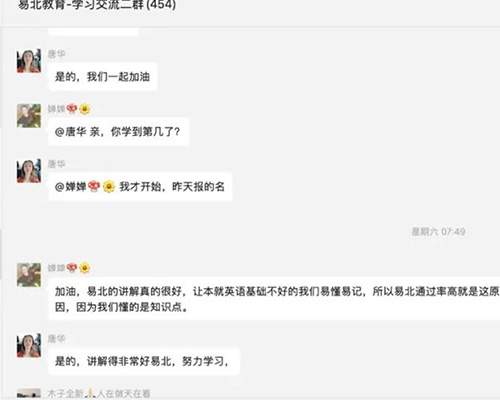 易北教育-学习交流二群(454)
唐华
是的，我们一起加油
婵婵
@唐华 亲，你学到第几了?
唐华
@婵婵 我才开始，昨天报的名
星期六 07:49
婵婵
加油，易北的讲解真的很好，让本就英语基础不好的我们易懂易记，所以易北通过率高就是这原
因，因为我们懂的是知识点。
唐华
是的，讲解得非常好易北，努力学习，
木子全新 人在做天在看